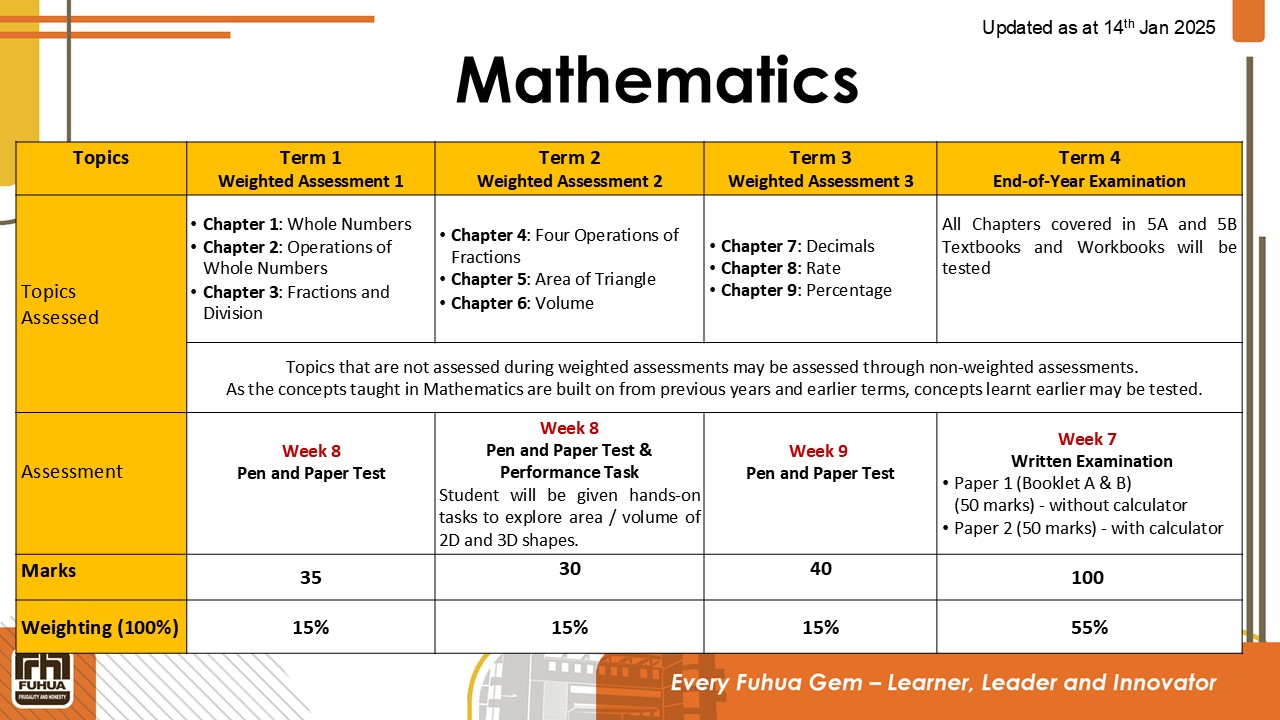 Updated as at 14th Jan 2025
Mathematics
Topics
Term 1
Weighted Assessment 1
Term 2
Weighted Assessment 2
Term 3
Weighted Assessment 3
Term 4
End-of-Year Examination
Topics
Assessed
• Chapter 1: Whole Numbers
• Chapter 2: Operations of
Whole Numbers
• Chapter 3: Fractions and
Division
• Chapter 4: Four Operations of
Fractions
• Chapter 5: Area of Triangle
• Chapter 6: Volume
• Chapter 7: Decimals
• Chapter 8: Rate
• Chapter 9: Percentage
All Chapters covered in 5A and 5B
Textbooks and Workbooks will be
tested
Topics that are not assessed during weighted assessments may be assessed through non-weighted assessments.
As the concepts taught in Mathematics are built on from previous years and earlier terms, concepts learnt earlier may be tested.
Assessment
Week 8
Pen and Paper Test
Week 8
Pen and Paper Test &
Performance Task
Student will be given hands-on
tasks to explore area / volume of
2D and 3D shapes.
Week 9
Pen and Paper Test
Week 7
Written Examination
• Paper 1 (Booklet A & B)
(50 marks) - without calculator
• Paper 2 (50 marks) - with calculator
Marks
35
30
40
100
Weighting (100%)
15%
15%
15%
55%
FUHUA
FRUGALITY AND HONESTY
Every Fuhua Gem – Learner, Leader and Innovator